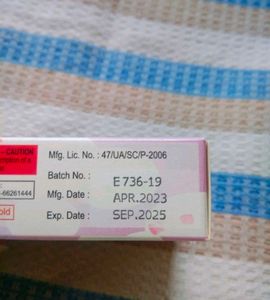 CAUTION
-66261444
old
Mfg. Lic. No. : 47/UA/SC/P-2006
Batch No. : E 736-19
Mfg. Date : APR.2023
Exp. Date : SEP.2025